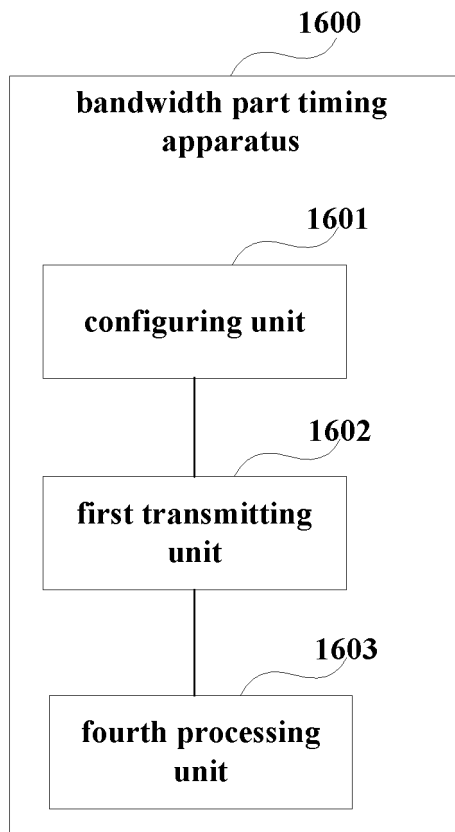 1600
bandwidth part timing
apparatus
1601
configuring unit
1602
first transmitting
unit
1603
fourth processing
unit